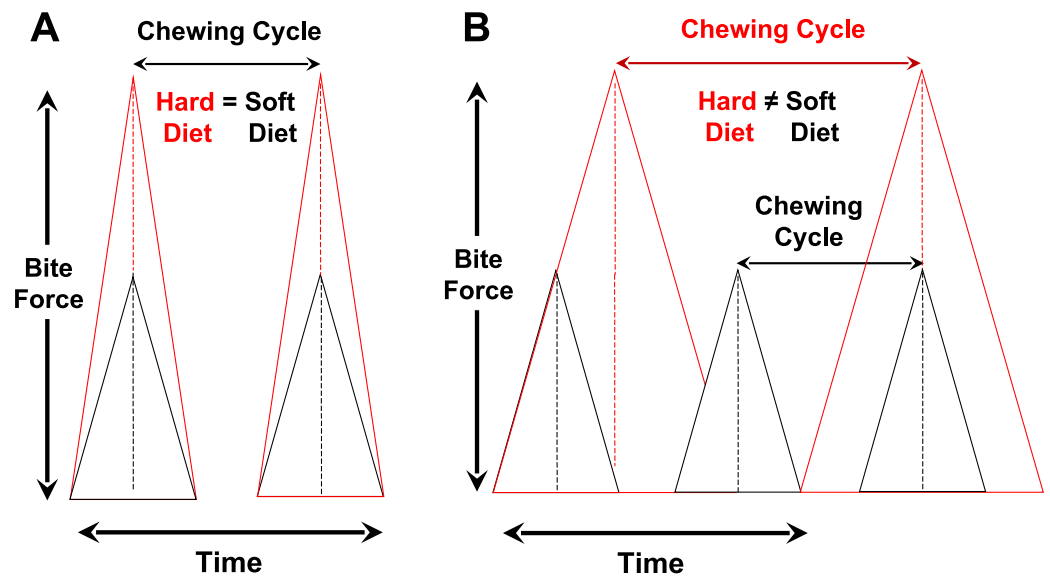 A
Chewing Cycle
Hard = Soft
Diet Diet
Bite
Force
Time
B
Chewing Cycle
Hard ≠ Soft
Diet Diet
Chewing
Cycle
Bite
Force
Time